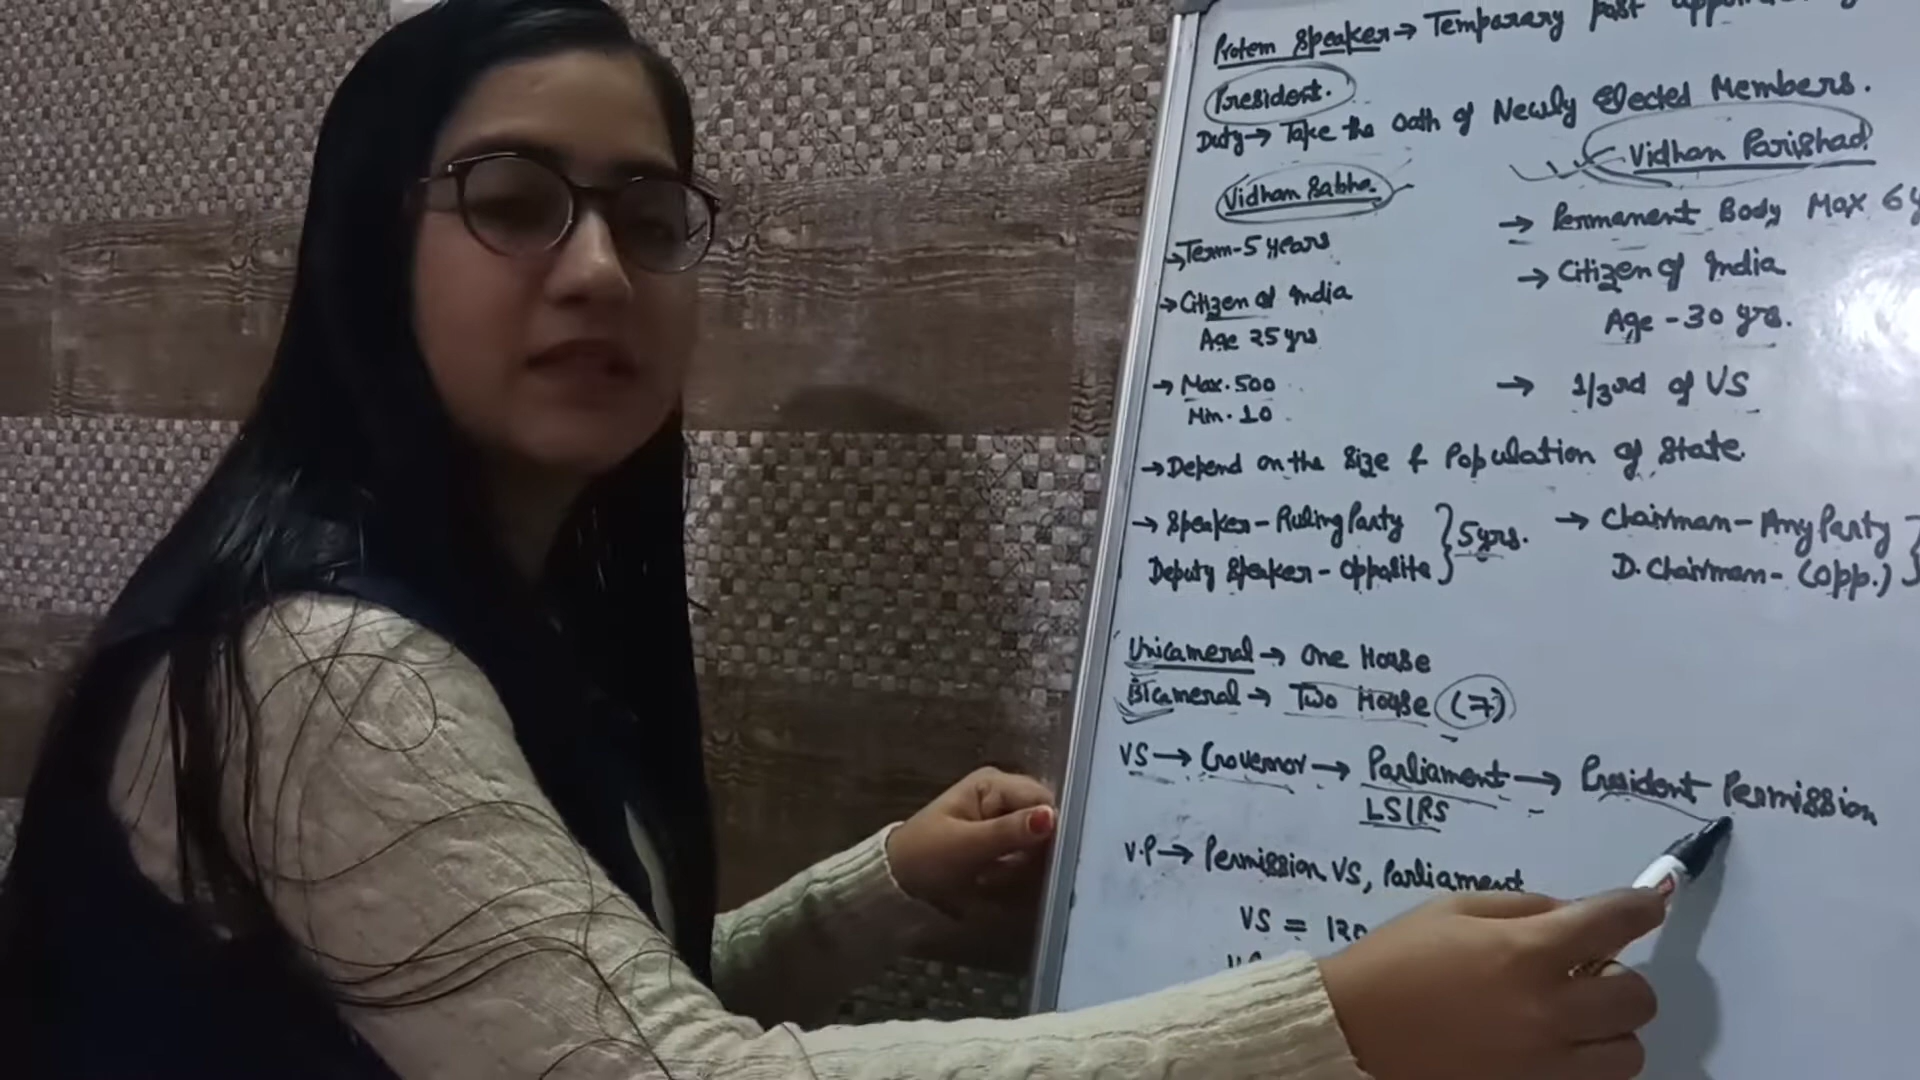 Protem Speaker → Temporary Post
President.
Duty → Take the Oath of Newly Elected Members.
Vidhan Sabha
Vidhan Parishad
→ Term-5 years
→ Permanent Body Max 6y
→ Citizen of India
Age 25 yrs
→ Citizen of India
Age - 30 yrs.
→ Max. 500
Min. 10
→ 1/3rd of VS
→ Depend on the Size & Population of State.
→ Speaker - Ruling Party } 5 yrs.
Deputy Speaker - Opposite
→ Chairman - Any Party
D. Chairman - (Opp.)
Unicameral → One House
Bicameral → Two House (7)
VS → Governor → Parliament → President Permission
LS/RS
V.P → Permission VS, Parliament
VS = 120